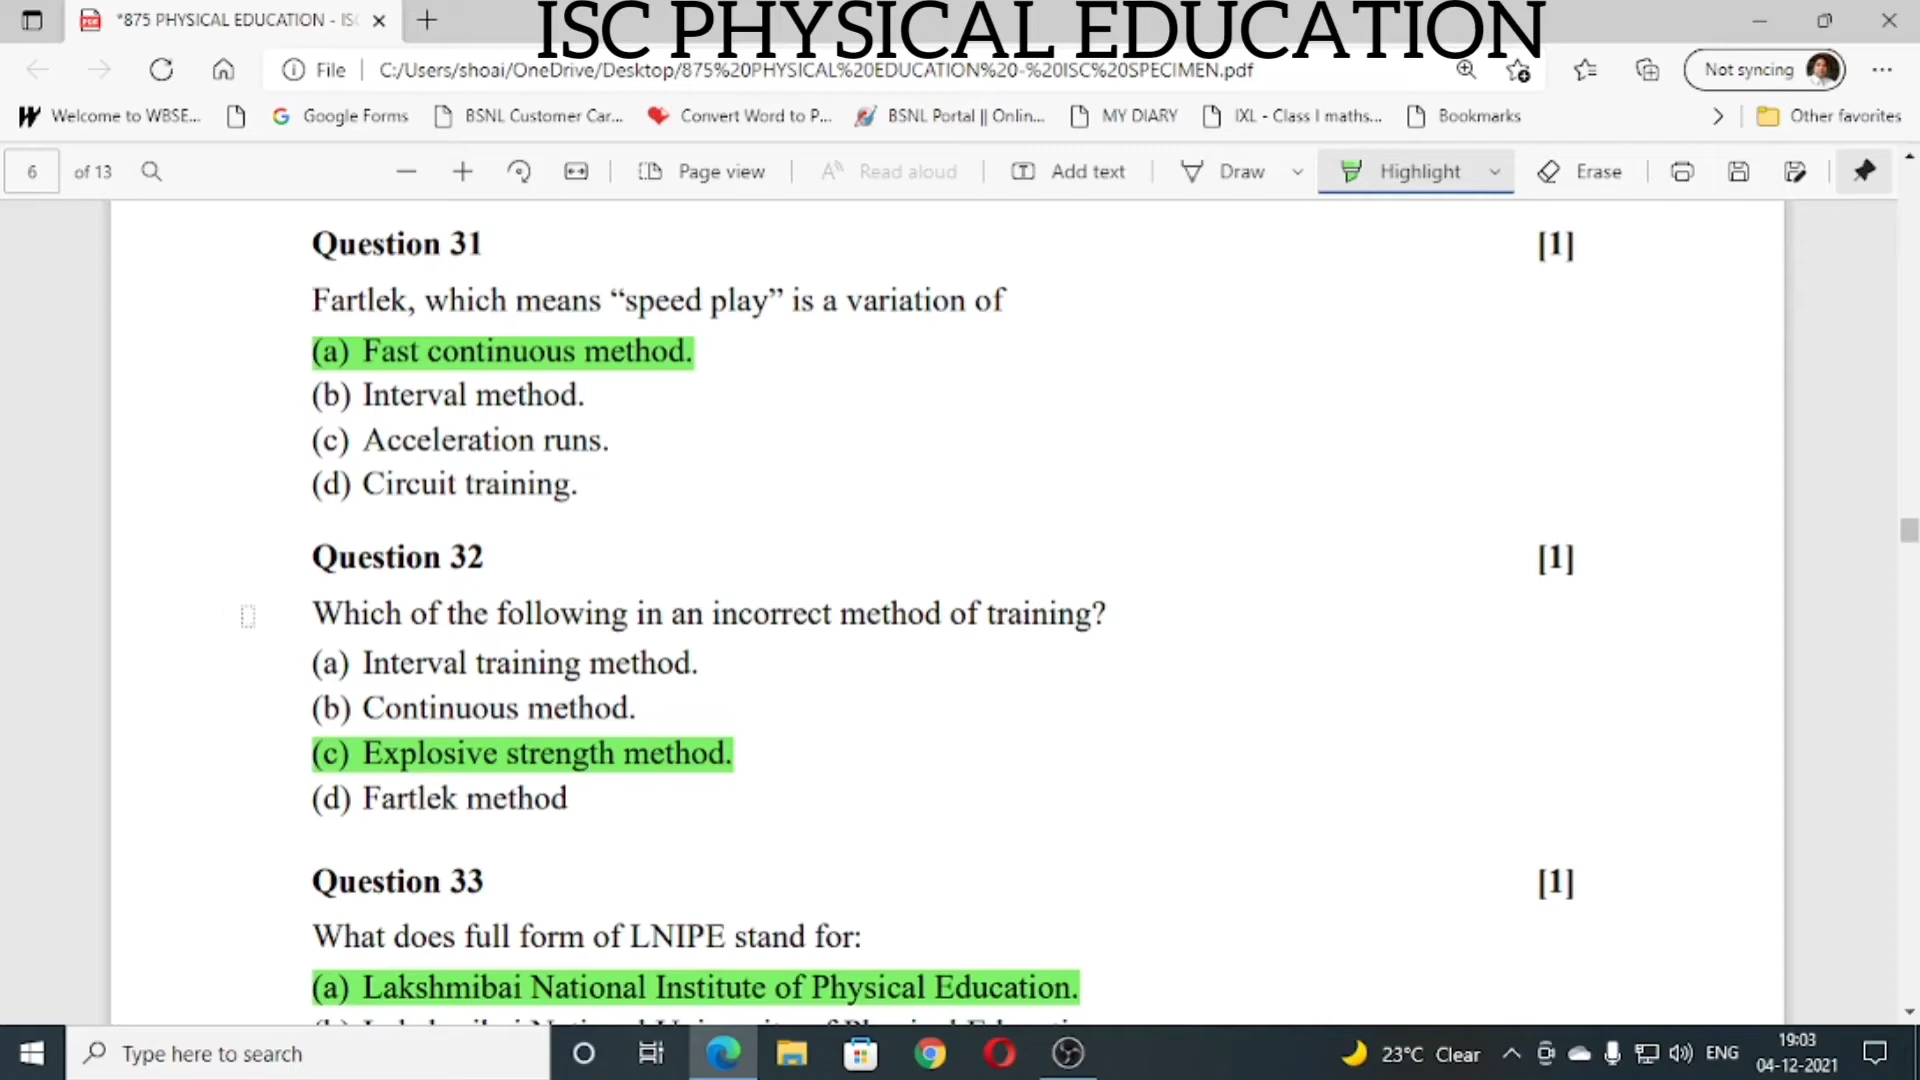 *875 PHYSICAL EDUCATION - ISC
ISC PHYSICAL EDUCATION
File
C:/Users/shoai/OneDrive/Desktop/875%20PHYSICAL%20EDUCATION%20-%20ISC%20SPECIMEN.pdf
Not syncing
Welcome to WBSE...
Google Forms
BSNL Customer Car...
Convert Word to P...
BSNL Portal || Onlin...
MY DIARY
IXL - Class I maths...
Bookmarks
Other favorites
6 of 13
Page view
Read aloud
Add text
Draw
Highlight
Erase
Question 31 [1]
Fartlek, which means “speed play” is a variation of
(a) Fast continuous method.
(b) Interval method.
(c) Acceleration runs.
(d) Circuit training.
Question 32 [1]
Which of the following in an incorrect method of training?
(a) Interval training method.
(b) Continuous method.
(c) Explosive strength method.
(d) Fartlek method
Question 33 [1]
What does full form of LNIPE stand for:
(a) Lakshmibai National Institute of Physical Education.
Type here to search
23°C Clear
ENG
19:03
04-12-2021